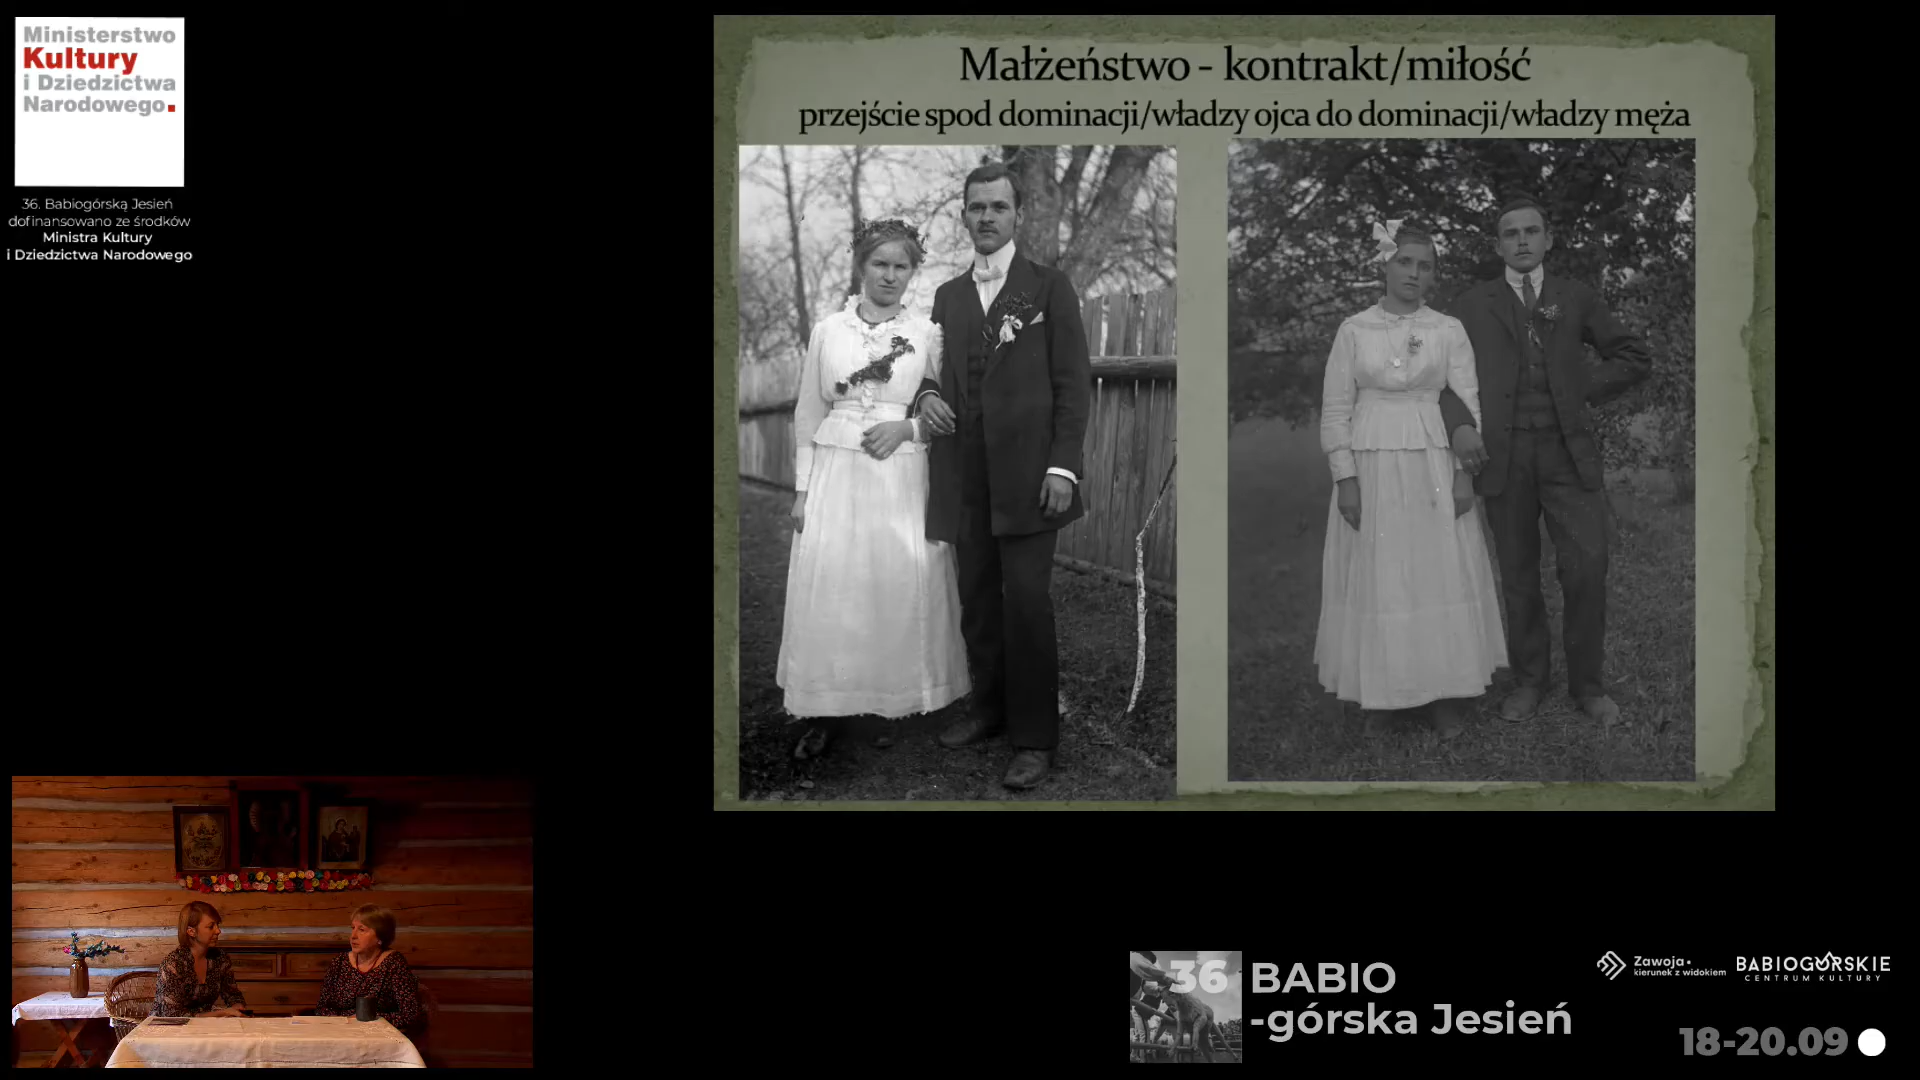 Ministerstwo
Kultury
i Dziedzictwa
Narodowego.
36. Babiogórską Jesień
dofinansowano ze środków
Ministra Kultury
i Dziedzictwa Narodowego
Małżeństwo - kontrakt/miłość
przejście spod dominacji/władzy ojca do dominacji/władzy męża
36 BABIO
-górska Jesień
Zawoja
kierunek z widokiem
BABIOGÓRSKIE
CENTRUM KULTURY
18-20.09